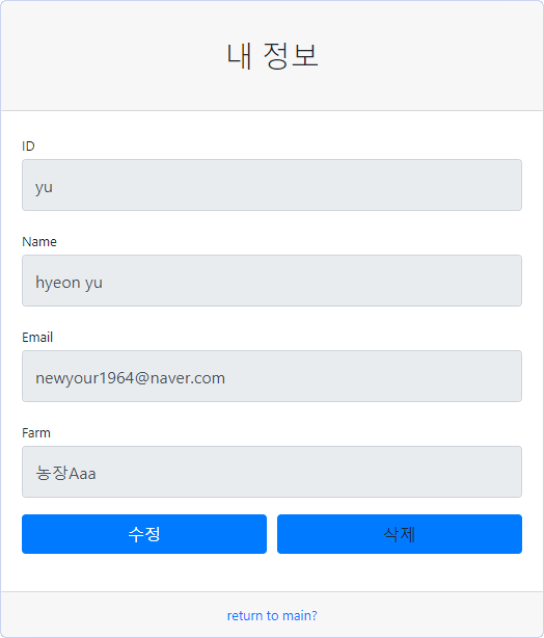 내 정보
ID
yu
Name
hyeon yu
Email
newyour1964@naver.com
Farm
농장Aaa
수정 삭제
return to main?